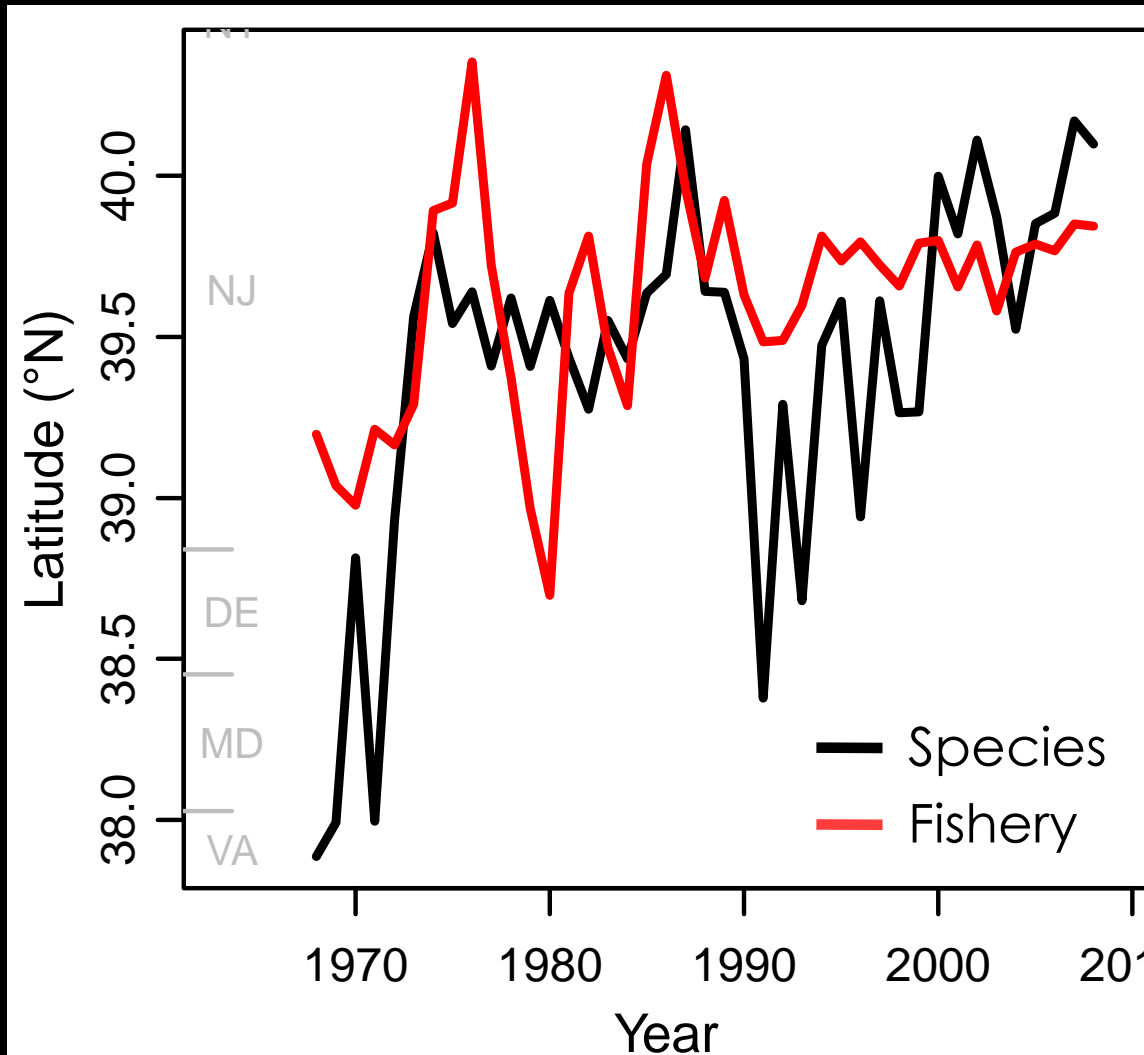 40.0
39.5
39.0
38.5
38.0
Latitude (°N)
NJ
DE
MD
VA
Species
Fishery
1970 1980 1990 2000
Year